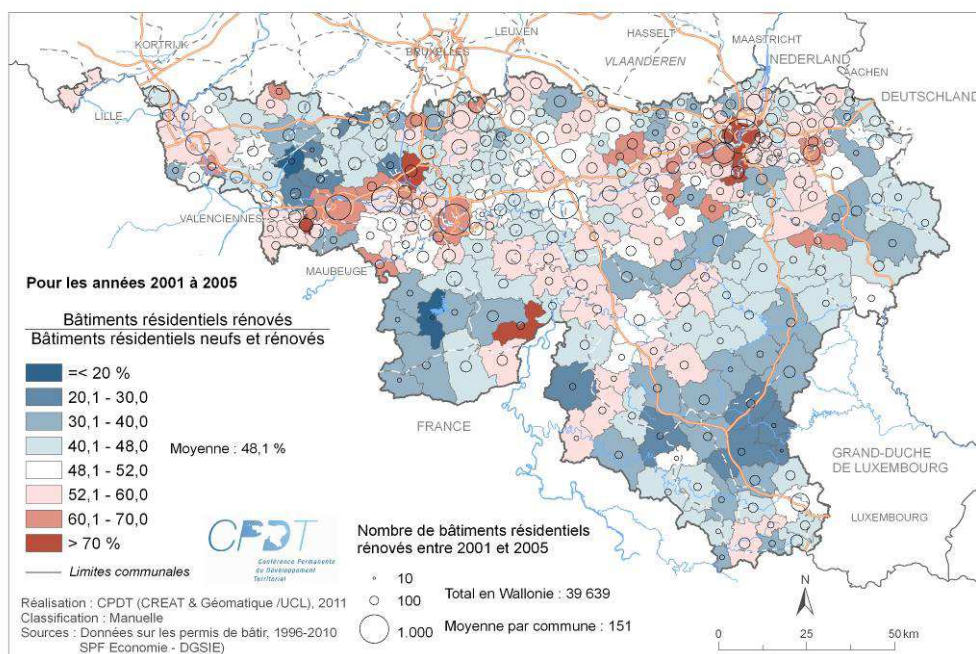 KORTRIJK
LEUVEN
HASSELT
MAASTRICHT
BRUXELLES
VLAANDEREN
NEDERLAND
AACHEN
LILLE
DEUTSCHLAND
VALENCIENNES
MAUBEUGE
Pour les années 2001 à 2005
Bâtiments résidentiels rénovés
Bâtiments résidentiels neufs et rénovés
=< 20 %
20,1 - 30,0
30,1 - 40,0
40,1 - 48,0
Moyenne : 48,1 %
48,1 - 52,0
52,1 - 60,0
60,1 - 70,0
> 70 %
Limites communales
FRANCE
GRAND-DUCHE
DE LUXEMBOURG
LUXEMBOURG
CPDT
Conférence Permanente
du Développement
Territorial
Nombre de bâtiments résidentiels
rénovés entre 2001 et 2005
10
100
1.000
Total en Wallonie : 39 639
Moyenne par commune : 151
N
0 25 50 km
Réalisation : CPDT (CREAT & Géomatique /UCL), 2011
Classification : Manuelle
Sources : Données sur les permis de bâtir, 1996-2010
SPF Economie - DGSIE)